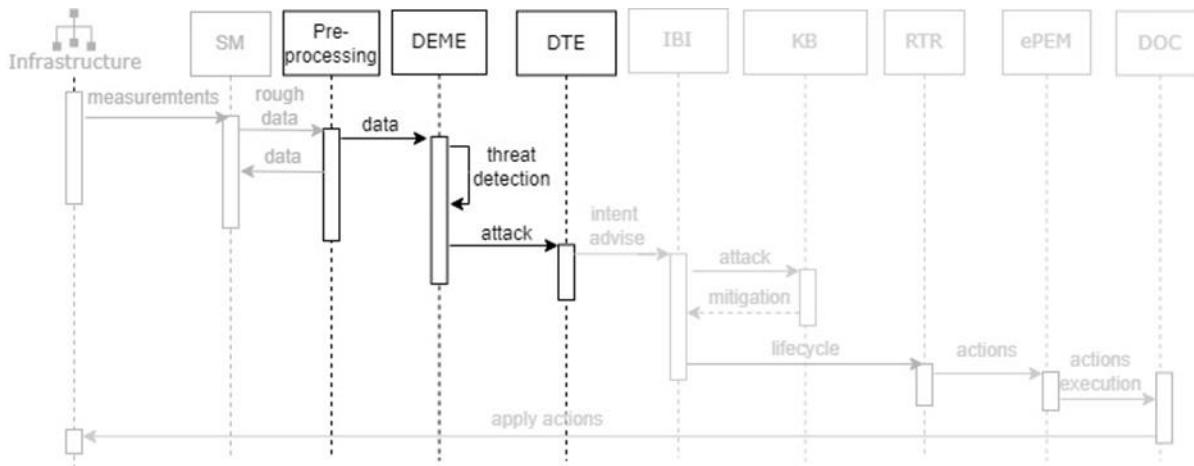 Infrastructure
SM
Pre-
processing
DEME
DTE
IBI
KB
RTR
ePEM
DOC
measuremtents
rough
data
data
data
threat
detection
attack
intent
advise
attack
mitigation
lifecycle
actions
actions
execution
apply actions